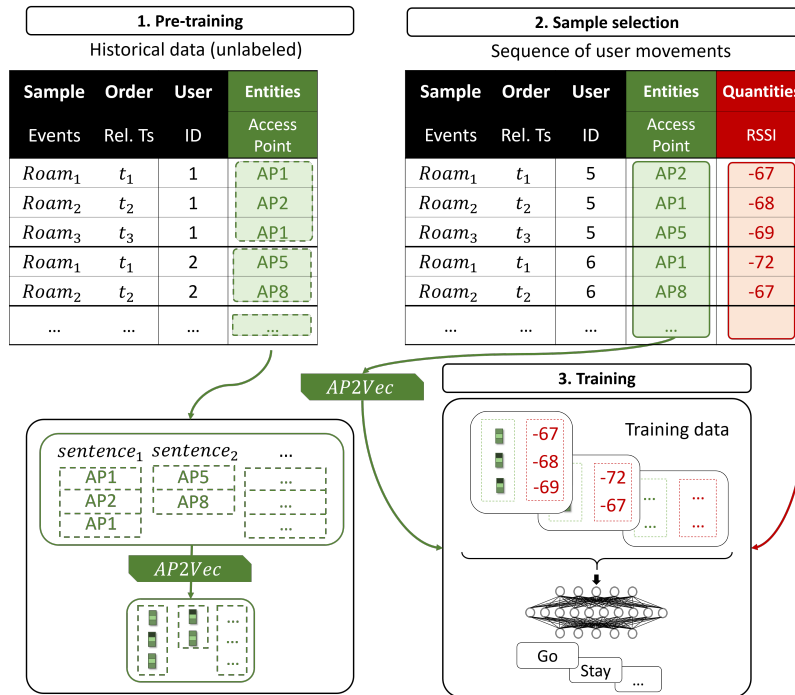 1. Pre-training
Historical data (unlabeled)
Sample Order User Entities
Events Rel. Ts ID Access Point
Roam₁ t₁ 1 AP1
Roam₂ t₂ 1 AP2
Roam₃ t₃ 1 AP1
Roam₁ t₁ 2 AP5
Roam₂ t₂ 2 AP8
... ... ... ...
2. Sample selection
Sequence of user movements
Sample Order User Entities Quantities
Events Rel. Ts ID Access Point RSSI
Roam₁ t₁ 5 AP2 -67
Roam₂ t₂ 5 AP1 -68
Roam₃ t₃ 5 AP5 -69
Roam₁ t₁ 6 AP1 -72
Roam₂ t₂ 6 AP8 -67
... ... ... ...
AP2Vec
sentence₁ sentence₂ ...
AP1 AP5 ...
AP2 AP8 ...
AP1 ...
AP2Vec
...
...
...
3. Training
Training data
-67
-68
-69
-72
-67
... ...
... ...
Go
Stay
...